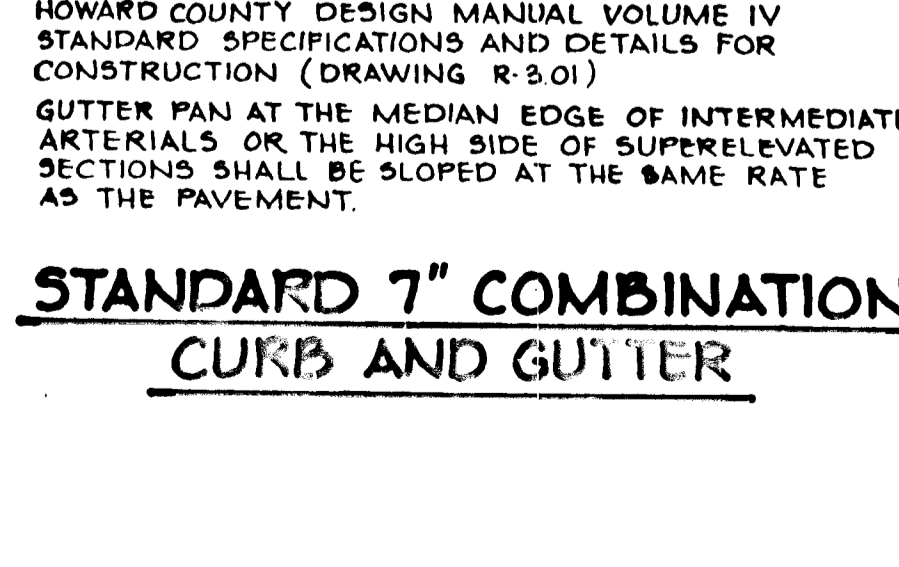 HOWARD COUNTY DESIGN MANUAL VOLUME IV
STANDARD SPECIFICATIONS AND DETAILS FOR
CONSTRUCTION (DRAWING R-3.01)
GUTTER PAN AT THE MEDIAN EDGE OF INTERMEDIATE
ARTERIALS OR THE HIGH SIDE OF SUPERELEVATED
SECTIONS SHALL BE SLOPED AT THE SAME RATE
AS THE PAVEMENT.
STANDARD 7" COMBINATION
CURB AND GUTTER